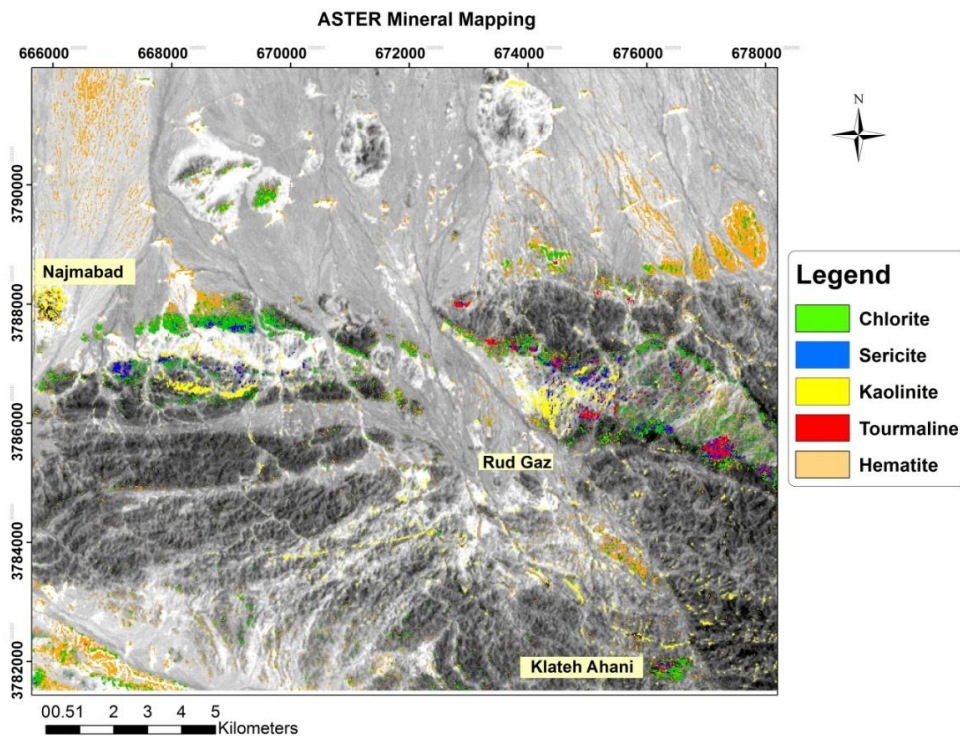 ASTER Mineral Mapping
666000 668000 670000 672000 674000 676000 678000
N
3790000
3788000
3786000
3784000
3782000
Najmabad
Rud Gaz
Klateh Ahani
Legend
Chlorite
Sericite
Kaolinite
Tourmaline
Hematite
00.51 2 3 4 5
Kilometers